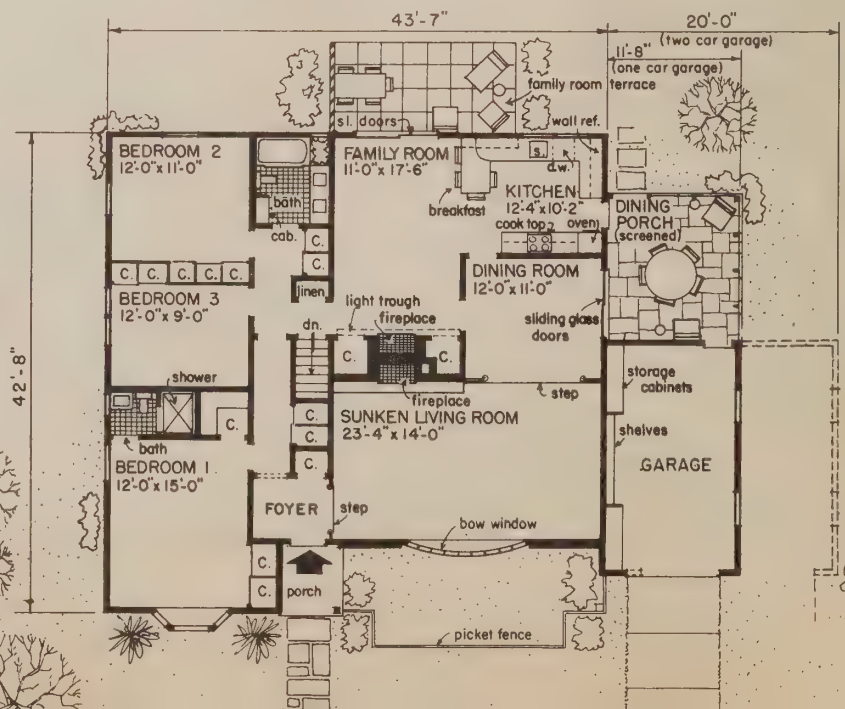 43'-7"
20'-0"
(two car garage)
11'-8"
(one car garage)
family room terrace
sl. doors
wall ref.
BEDROOM 2
12'-0" x 11'-0"
FAMILY ROOM
11'-0" x 17'-6"
s.
d.w.
bath
cab.
breakfast
KITCHEN
12'-4" x 10'-2"
cook top
oven
DINING
PORCH
(screened)
C.
C.
C. C. C. C. C.
linen
DINING ROOM
12'-0" x 11'-0"
BEDROOM 3
12'-0" x 9'-0"
light trough
fireplace
sliding glass
doors
dn.
C.
C.
42'-8"
shower
fireplace
step
storage
cabinets
C.
C.
C.
SUNKEN LIVING ROOM
23'-4" x 14'-0"
shelves
bath
BEDROOM 1
12'-0" x 15'-0"
C.
GARAGE
FOYER
step
bow window
C.
C.
porch
picket fence